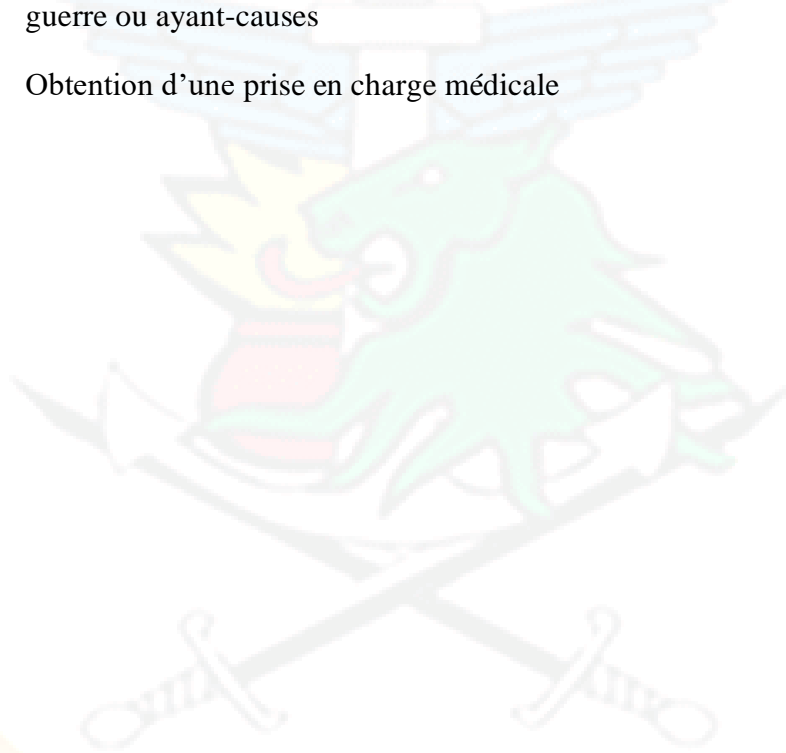 guerre ou ayant-causes
Obtention d’une prise en charge médicale